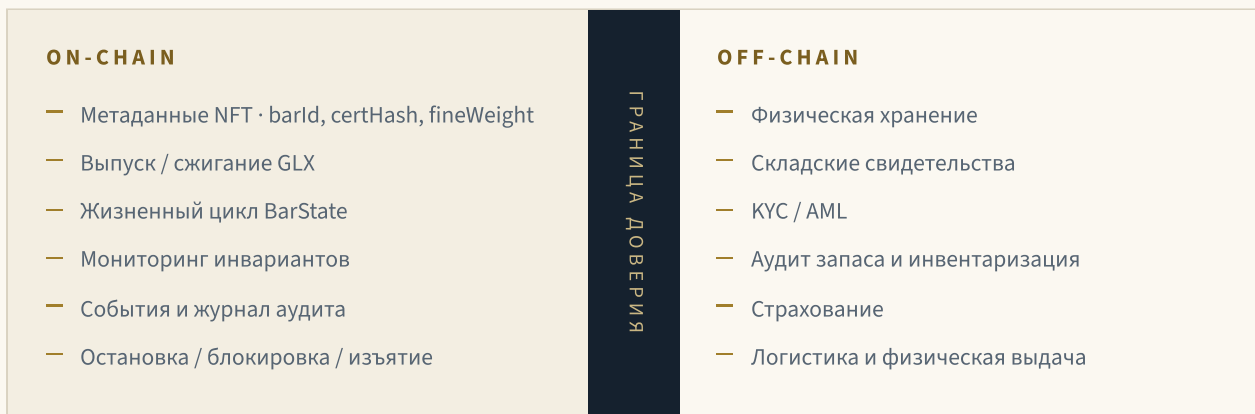 ON-CHAIN
Метаданные NFT · barId, certHash, fineWeight
Выпуск / сжигание GLX
Жизненный цикл BarState
Мониторинг инвариантов
События и журнал аудита
Остановка / блокировка / изъятие
ГРАНИЦА ДОВЕРИЯ
OFF-CHAIN
Физическая хранение
Складские свидетельства
KYC / AML
Аудит запаса и инвентаризация
Страхование
Логистика и физическая выдача